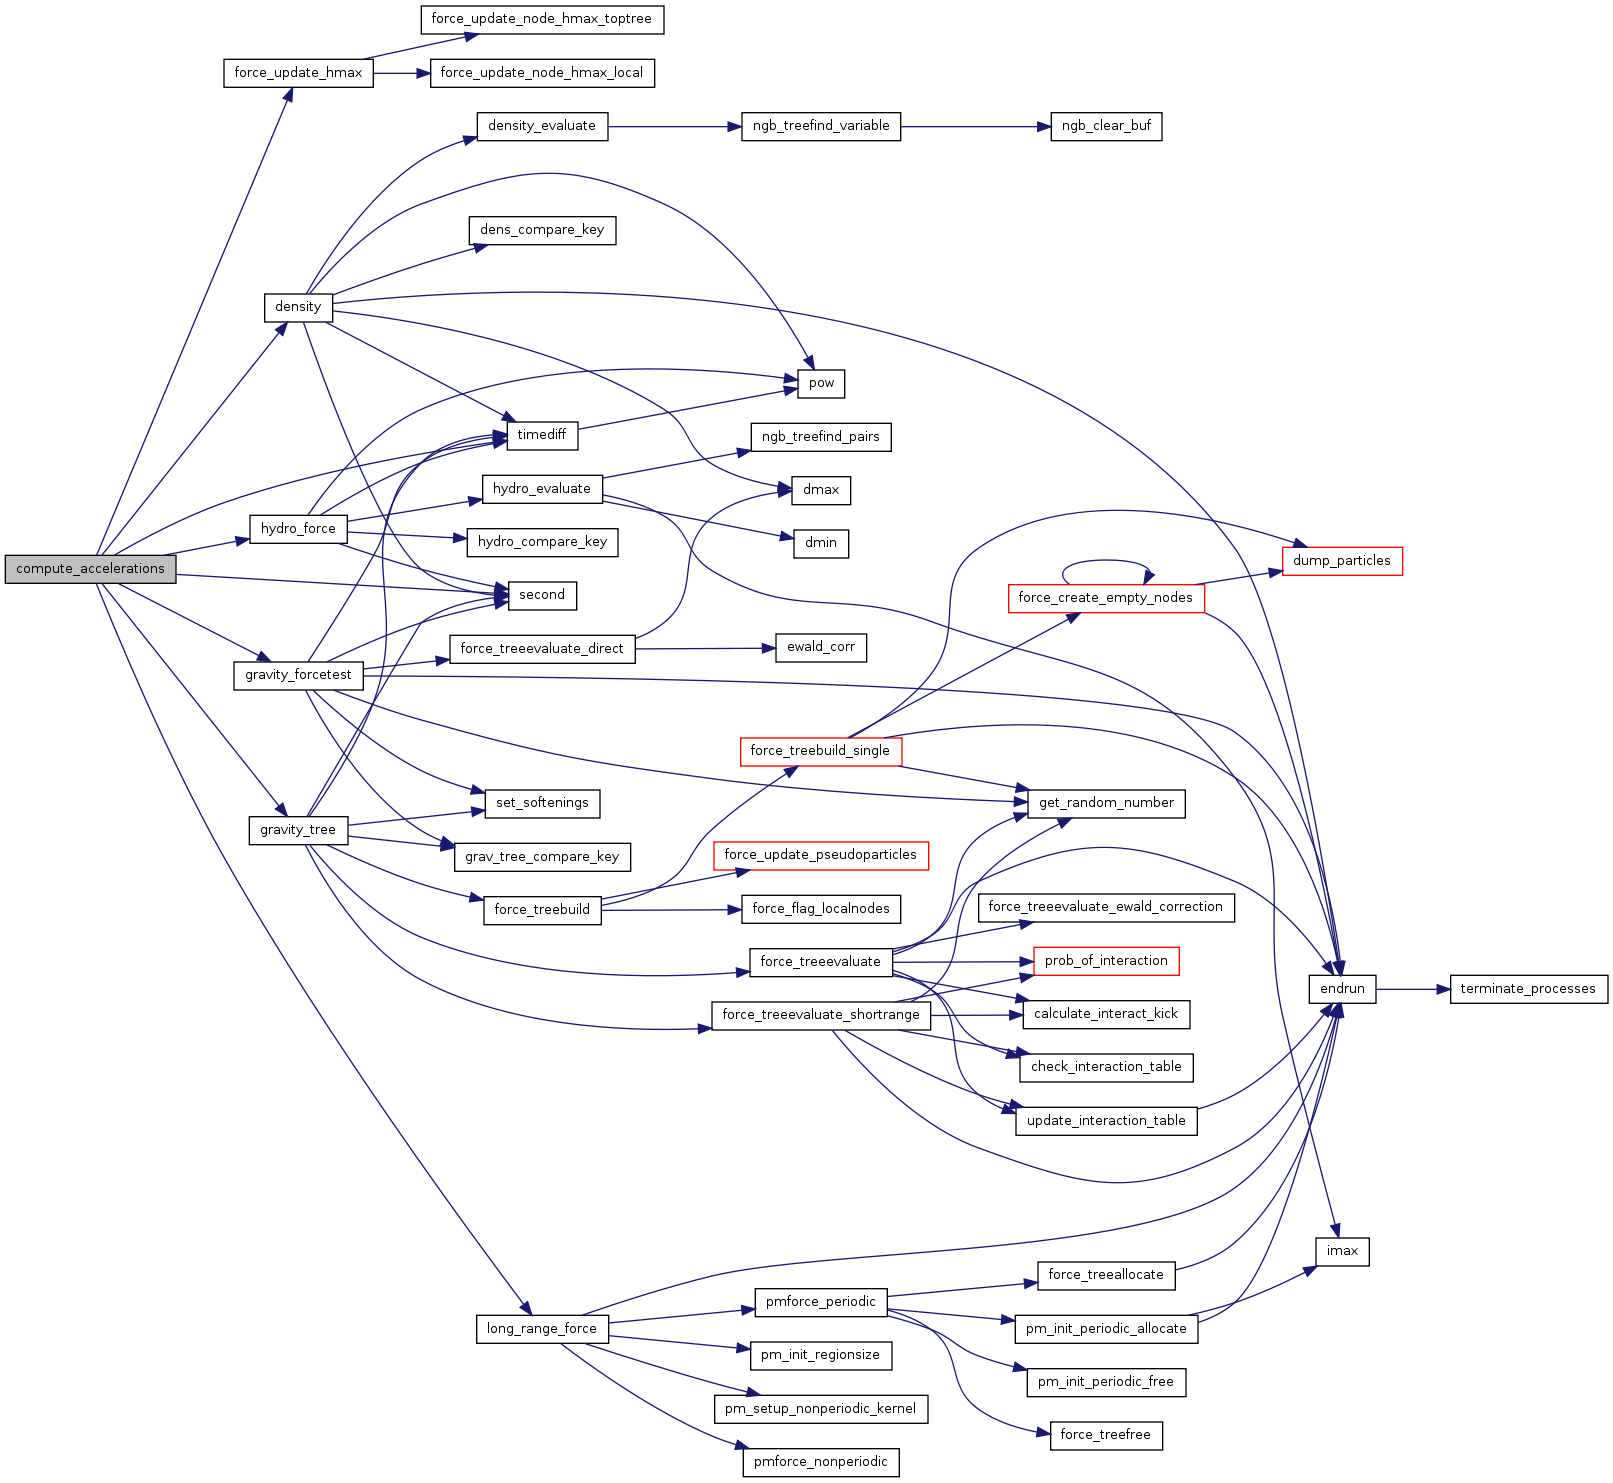 force_update_node_hmax_toptree
force_update_hmax
force_update_node_hmax_local
density_evaluate
ngb_treefind_variable
ngb_clear_buf
dens_compare_key
density
pow
timediff
ngb_treefind_pairs
hydro_evaluate
dmax
hydro_force
hydro_compare_key
dmin
dump_particles
compute_accelerations
second
force_create_empty_nodes
force_treeevaluate_direct
ewald_corr
gravity_forcetest
force_treebuild_single
set_softenings
get_random_number
gravity_tree
grav_tree_compare_key
force_update_pseudoparticles
force_treebuild
force_flag_localnodes
force_treeevaluate_ewald_correction
force_treeevaluate
prob_of_interaction
endrun
terminate_processes
force_treeevaluate_shortrange
calculate_interact_kick
check_interaction_table
update_interaction_table
imax
force_treeallocate
pmforce_periodic
long_range_force
pm_init_periodic_allocate
pm_init_regionsize
pm_init_periodic_free
pm_setup_nonperiodic_kernel
force_treefree
pmforce_nonperiodic